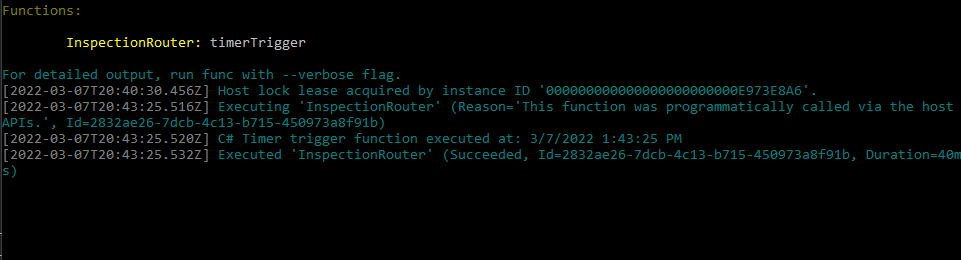 Functions:
InspectionRouter: timerTrigger
For detailed output, run func with --verbose flag.
[2022-03-07T20:40:30.456Z] Host lock lease acquired by instance ID '000000000000000000000000E973E8A6'.
[2022-03-07T20:43:25.516Z] Executing 'InspectionRouter' (Reason='This function was programmatically called via the host
APIs.', Id=2832ae26-7dcb-4c13-b715-450973a8f91b)
[2022-03-07T20:43:25.520Z] C# Timer trigger function executed at: 3/7/2022 1:43:25 PM
[2022-03-07T20:43:25.532Z] Executed 'InspectionRouter' (Succeeded, Id=2832ae26-7dcb-4c13-b715-450973a8f91b, Duration=40m
s)